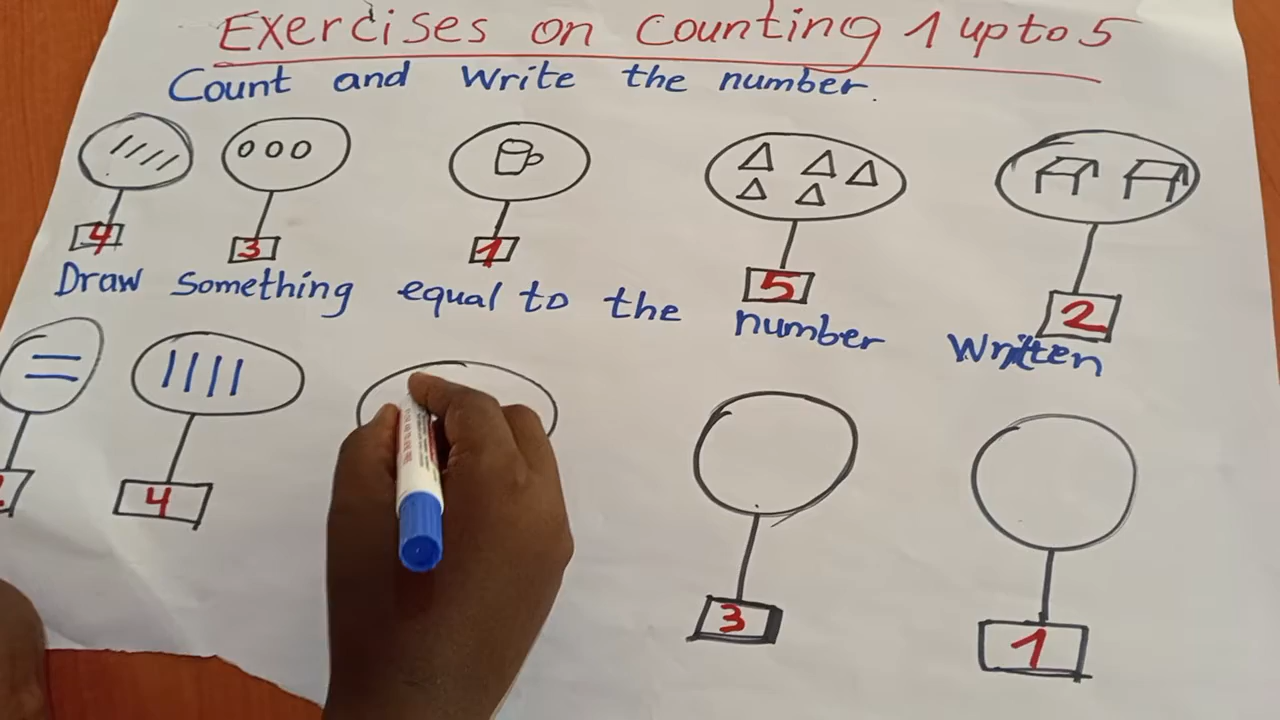 Exercises on Counting 1 up to 5
Count and Write the number.
4 3 1 5 2
Draw Something equal to the number Written
4 3 1